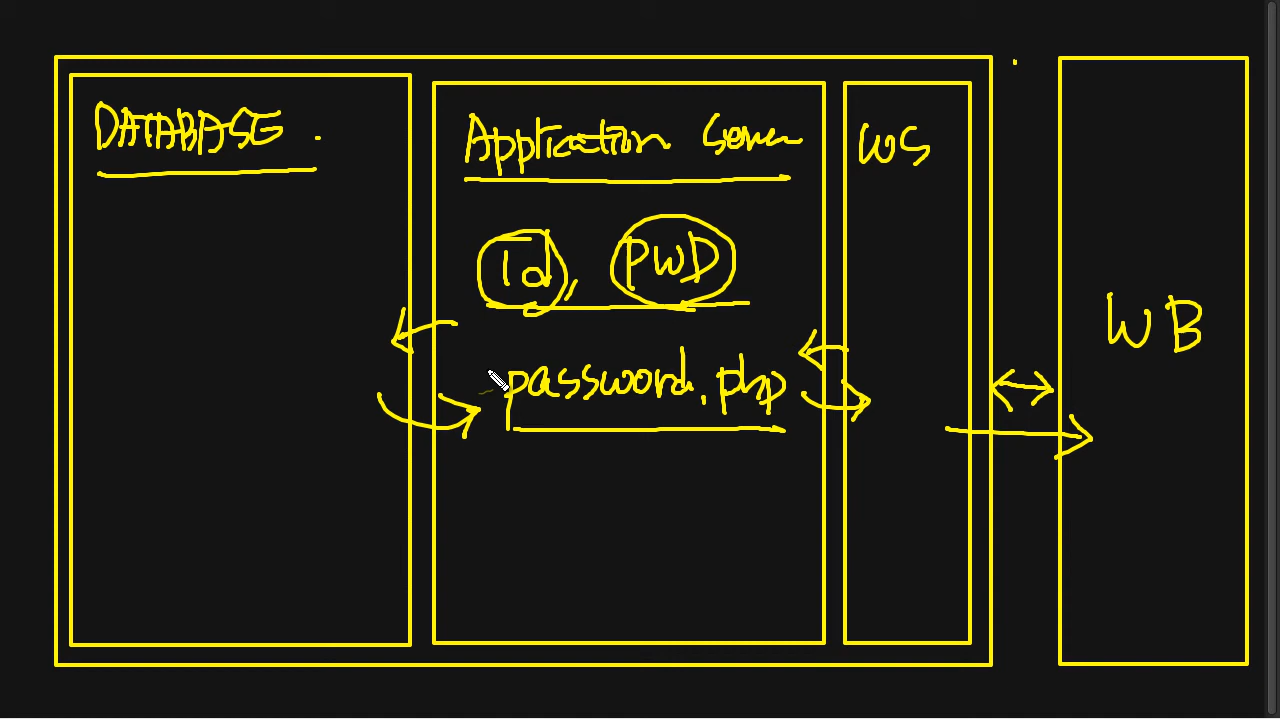 DATABASE.
Application Server
WS
Id, PWD
password.php
WB